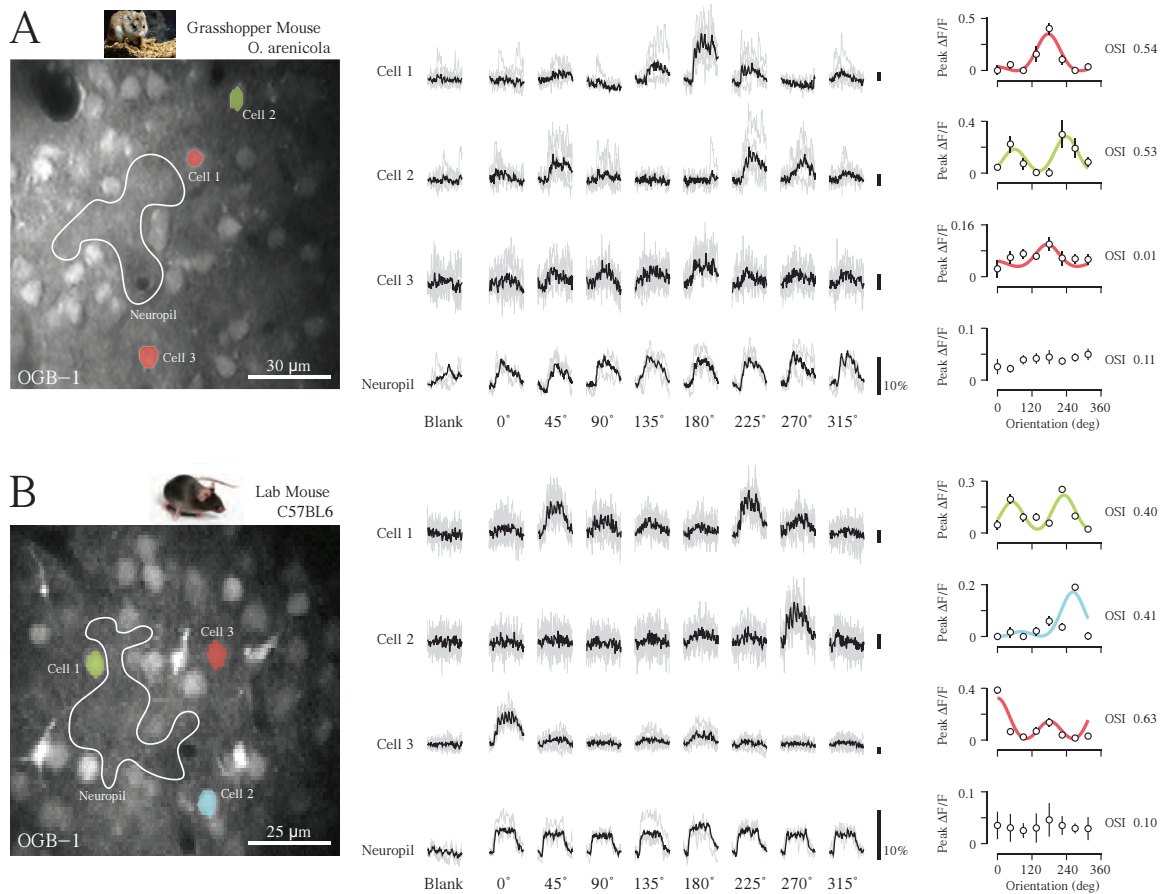 A
Grasshopper Mouse
O. arenicola
Cell 2
Cell 1
Neuropil
Cell 3
OGB-1
30 μm
Cell 1
Cell 2
Cell 3
Neuropil
10%
Blank 0° 45° 90° 135° 180° 225° 270° 315°
Peak ΔF/F
0.5
0
OSI 0.54
Peak ΔF/F
0.4
0
OSI 0.53
Peak ΔF/F
0.16
0
OSI 0.01
Peak ΔF/F
0.1
0
OSI 0.11
0 120 240 360
Orientation (deg)
B
Lab Mouse
C57BL6
Cell 3
Cell 1
Neuropil
Cell 2
OGB-1
25 μm
Cell 1
Cell 2
Cell 3
Neuropil
10%
Blank 0° 45° 90° 135° 180° 225° 270° 315°
Peak ΔF/F
0.3
0
OSI 0.40
Peak ΔF/F
0.2
0
OSI 0.41
Peak ΔF/F
0.4
0
OSI 0.63
Peak ΔF/F
0.1
0
OSI 0.10
0 120 240 360
Orientation (deg)